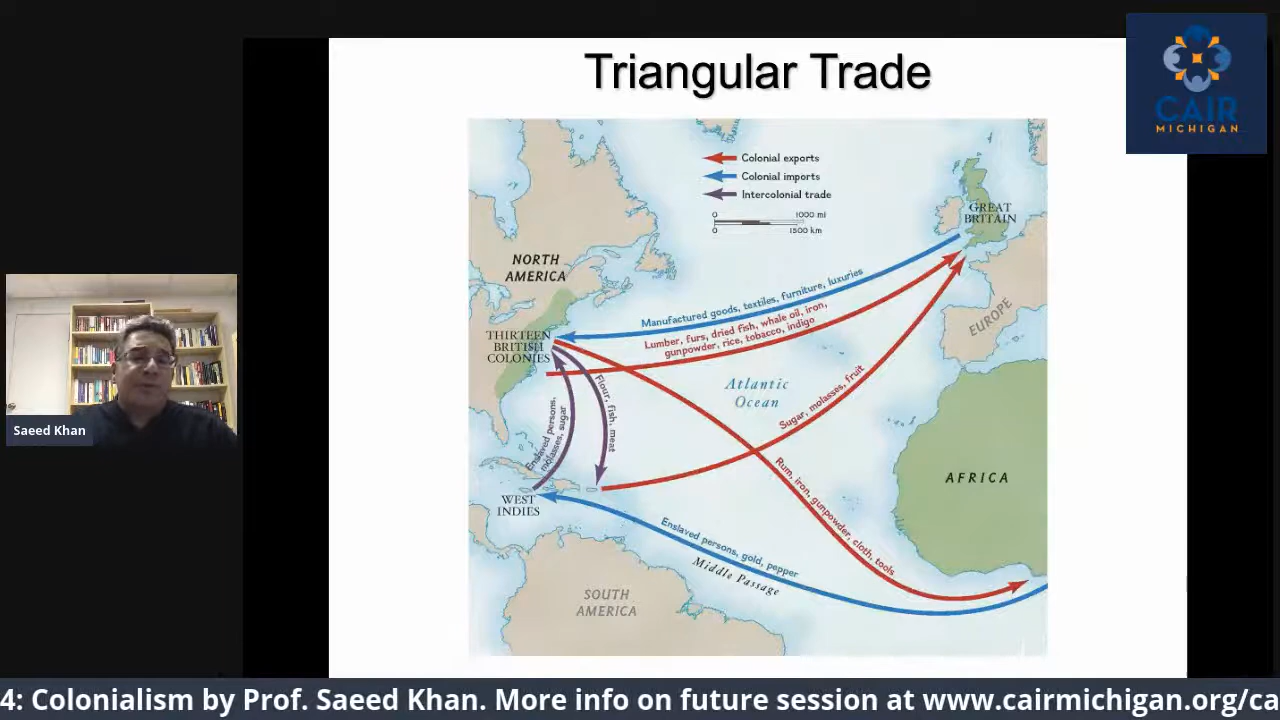 Triangular Trade
CAIR
MICHIGAN
Colonial exports
Colonial imports
Intercolonial trade
0 1000 mi
0 1500 km
GREAT
BRITAIN
NORTH
AMERICA
Manufactured goods, textiles, furniture, luxuries
Lumber, furs, dried fish, whale oil, iron,
gunpowder, rice, tobacco, indigo
EUROPE
THIRTEEN
BRITISH
COLONIES
Atlantic
Ocean
Flour, fish, meat
Enslaved persons,
molasses, sugar
Sugar, molasses, fruit
Rum, iron, gunpowder, cloth, tools
AFRICA
WEST
INDIES
Enslaved persons, gold, pepper
Middle Passage
SOUTH
AMERICA
Saeed Khan
4: Colonialism by Prof. Saeed Khan. More info on future session at www.cairmichigan.org/ca